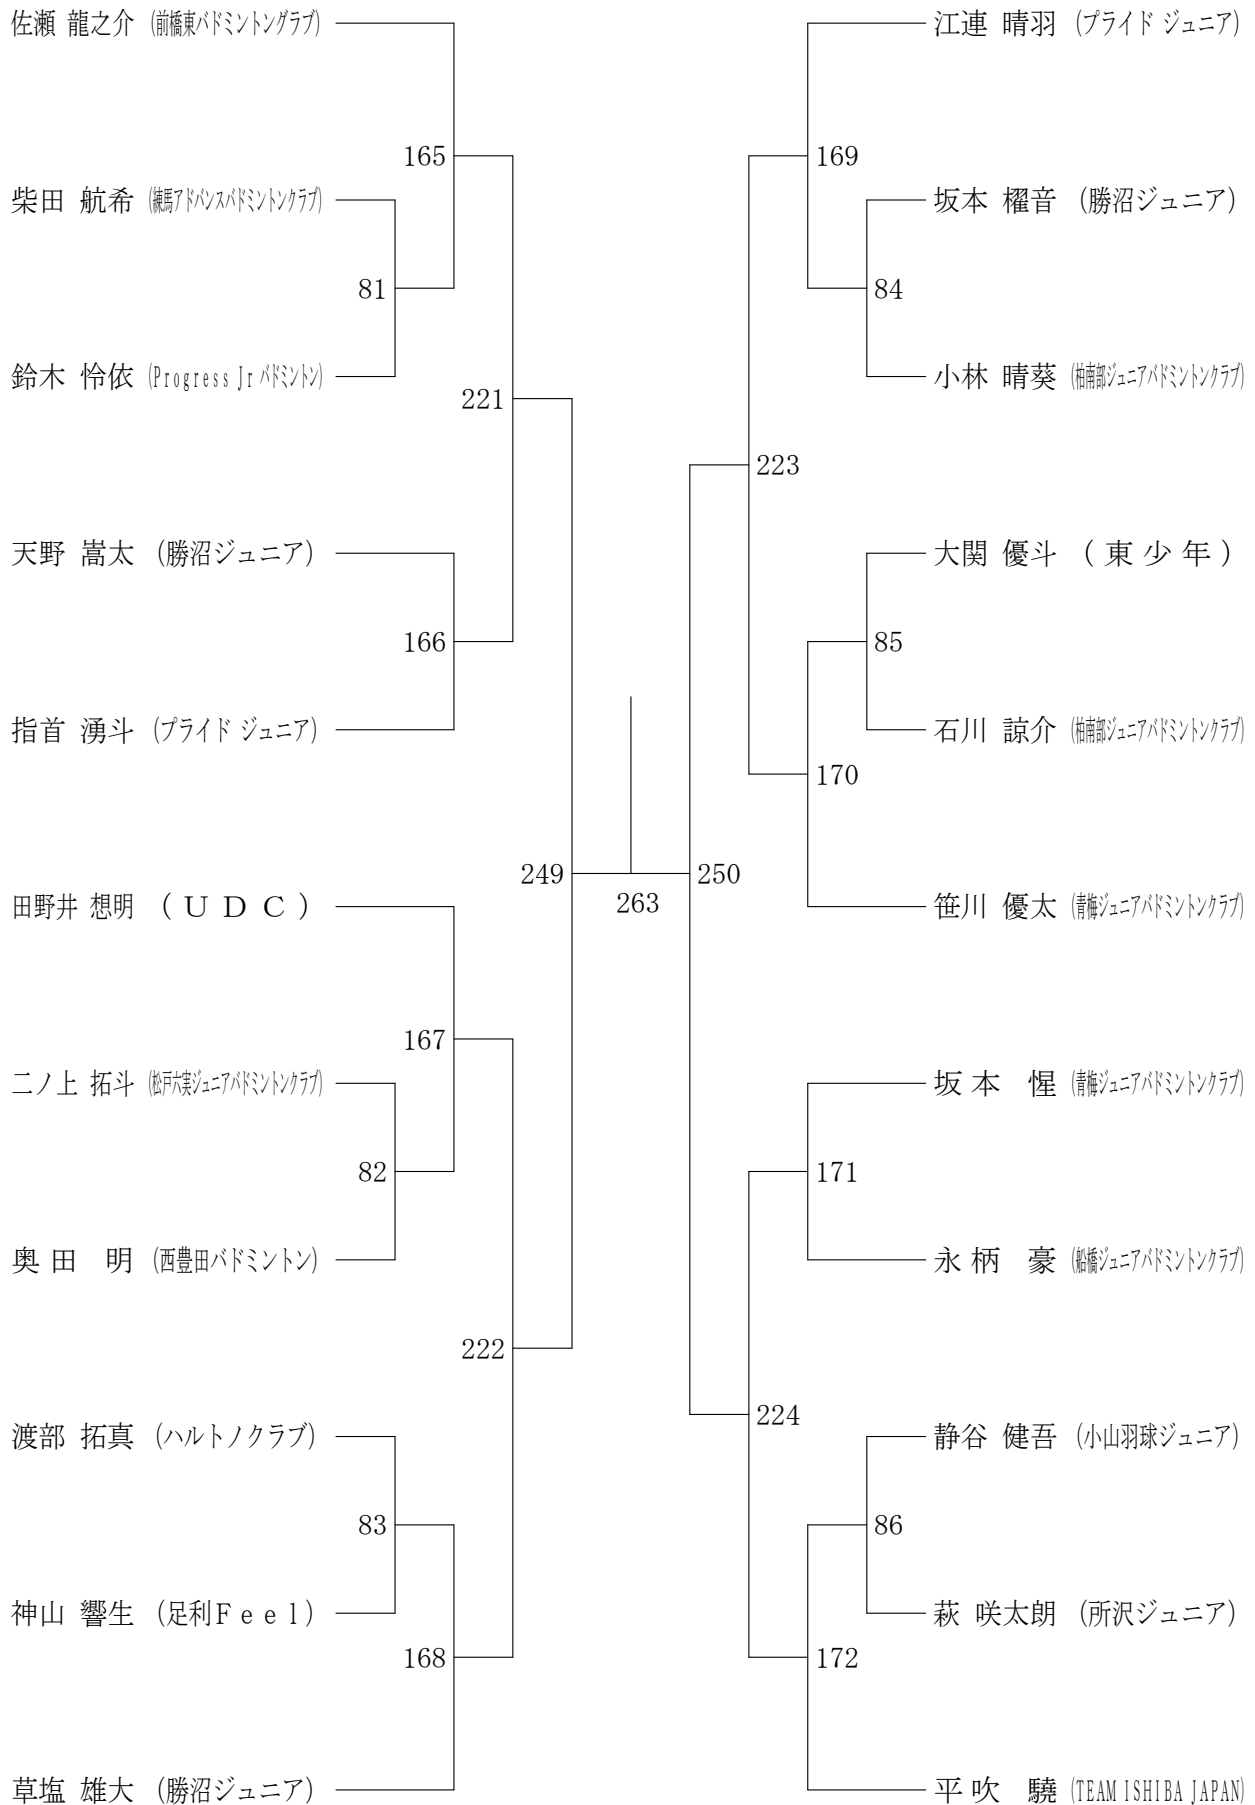 佐瀬 龍之介 (前橋東バドミントングラブ)
165
柴田 航希 (練馬アドバンスバドミントンクラブ)
81
鈴木 怜依 (Progress Jr バドミントン)
221
天野 嵩太 (勝沼ジュニア)
166
指首 湧斗 (プライド ジュニア)
249
田野井 想明 (ＵＤＣ)
167
二ノ上 拓斗 (松戸六実ジュニアバドミントンクラブ)
82
奥田 明 (西豊田バドミントン)
222
渡部 拓真 (ハルトノクラブ)
83
神山 響生 (足利Ｆｅｅｌ)
168
草塩 雄大 (勝沼ジュニア)
263
江連 晴羽 (プライド ジュニア)
169
坂本 櫂音 (勝沼ジュニア)
84
小林 晴葵 (柏南部ジュニアバドミントンクラブ)
223
大関 優斗 (東少年)
85
石川 諒介 (柏南部ジュニアバドミントンクラブ)
170
250
笹川 優太 (青梅ジュニアバドミントンクラブ)
坂本 惺 (青梅ジュニアバドミントンクラブ)
171
永柄 豪 (船橋ジュニアバドミントンクラブ)
224
静谷 健吾 (小山羽球ジュニア)
86
萩 咲太朗 (所沢ジュニア)
172
平吹 驍 (TEAM ISHIBA JAPAN)